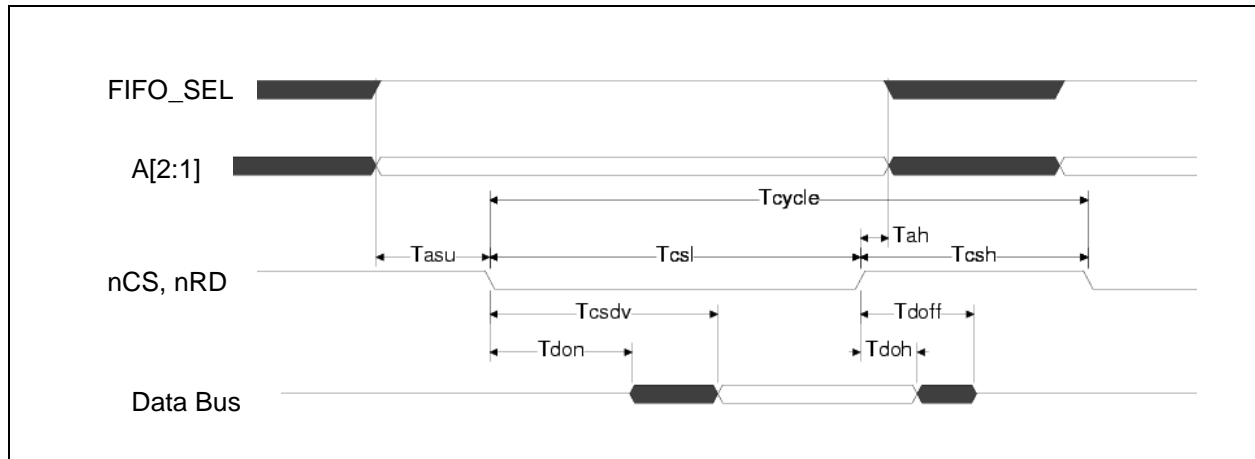 FIFO_SEL
A[2:1]
Tcycle
Tah
Tasu
Tcsl
Tcsh
nCS, nRD
Tcsdv
Tdoff
Tdon
Tdoh
Data Bus